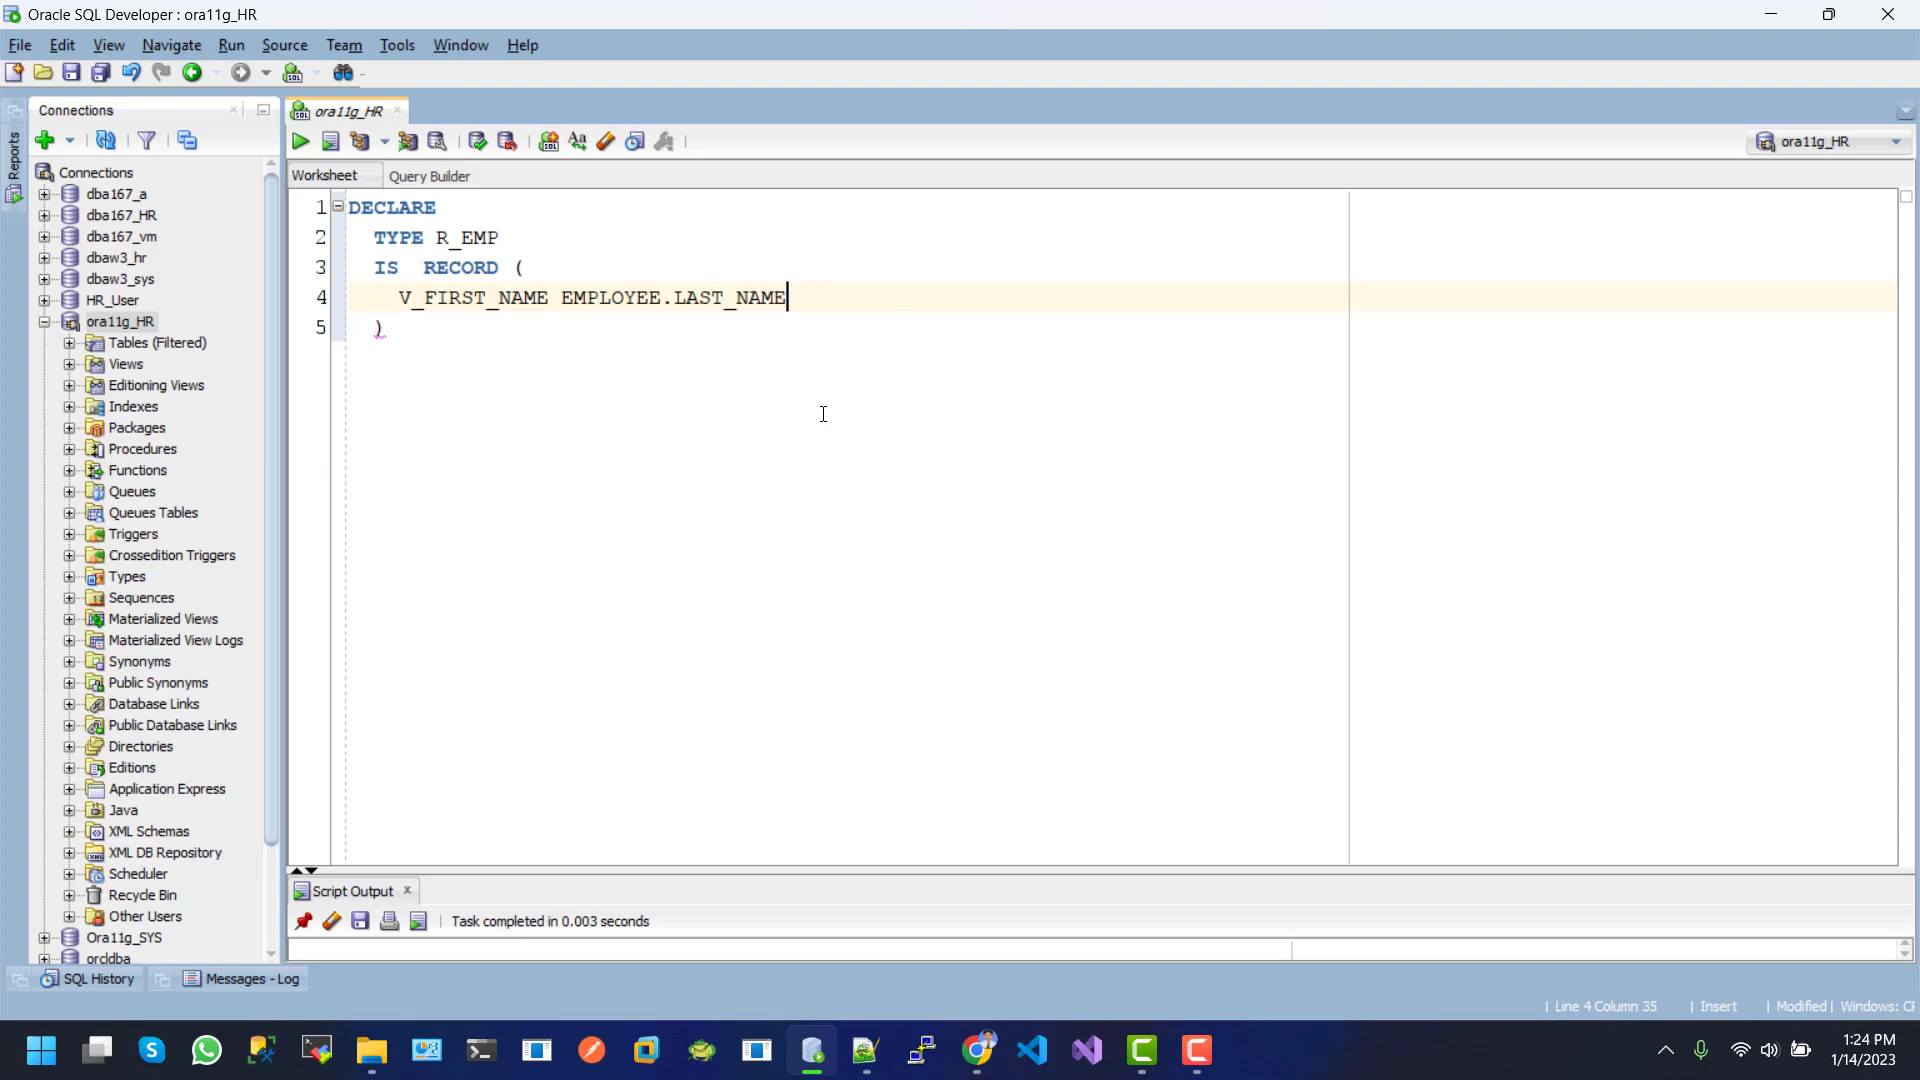 Oracle SQL Developer : ora11g_HR
File Edit View Navigate Run Source Team Tools Window Help
Connections
ora11g_HR
Reports
ora11g_HR
Worksheet Query Builder
Connections
dba167_a
dba167_HR
dba167_vm
dbaw3_hr
dbaw3_sys
HR_User
ora11g_HR
Tables (Filtered)
Views
Editioning Views
Indexes
Packages
Procedures
Functions
Queues
Queues Tables
Triggers
Crossedition Triggers
Types
Sequences
Materialized Views
Materialized View Logs
Synonyms
Public Synonyms
Database Links
Public Database Links
Directories
Editions
Application Express
Java
XML Schemas
XML DB Repository
Scheduler
Recycle Bin
Other Users
Ora11g_SYS
orcldba
1 DECLARE
2 TYPE R_EMP
3 IS RECORD (
4 V_FIRST_NAME EMPLOYEE.LAST_NAME
5 )
Script Output
Task completed in 0.003 seconds
SQL History Messages - Log
Line 4 Column 35 | Insert | Modified | Windows: CF
1:24 PM
1/14/2023